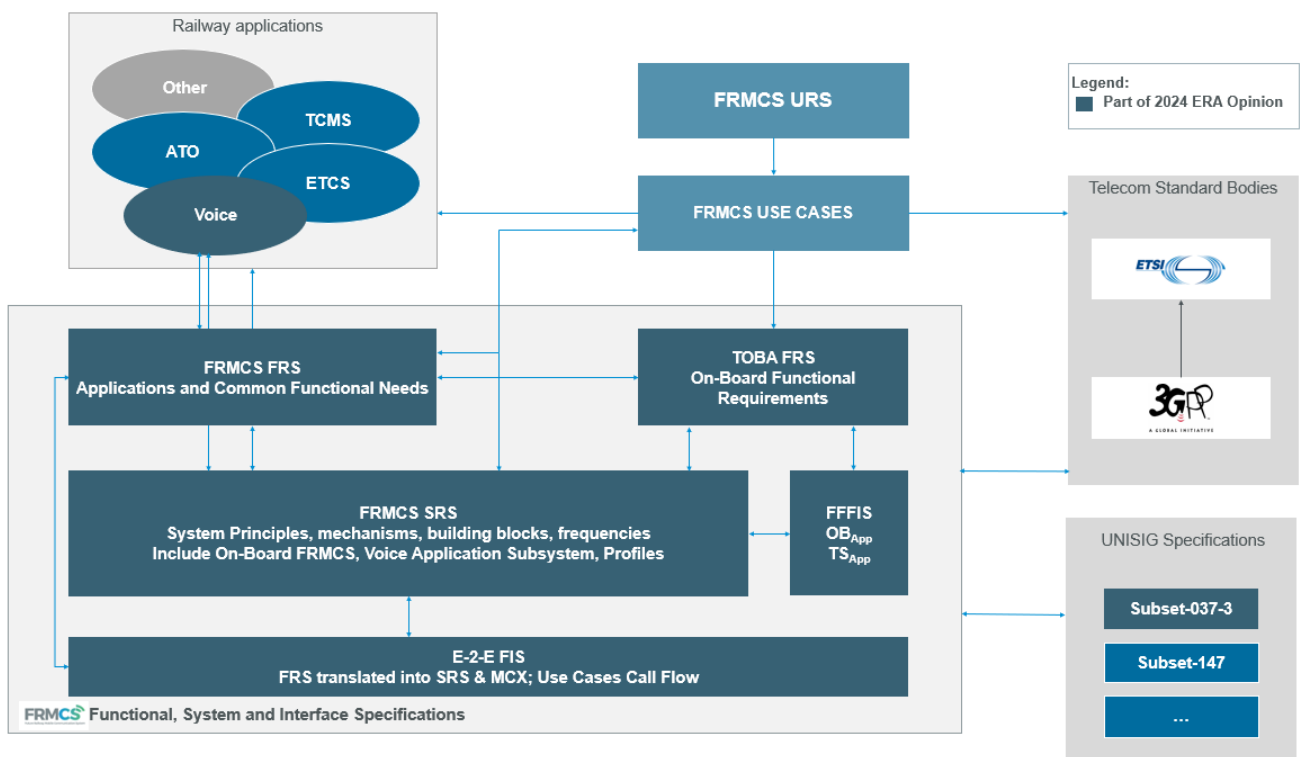 Railway applications
Other
TCMS
ATO
ETCS
Voice
FRMCS URS
FRMCS USE CASES
Legend:
Part of 2024 ERA Opinion
Telecom Standard Bodies
ETSI
3GPP
A GLOBAL INITIATIVE
FRMCS FRS
Applications and Common Functional Needs
TOBA FRS
On-Board Functional
Requirements
FRMCS SRS
System Principles, mechanisms, building blocks, frequencies
Include On-Board FRMCS, Voice Application Subsystem, Profiles
FFFIS
OBApp
TSApp
E-2-E FIS
FRS translated into SRS & MCX; Use Cases Call Flow
FRMCS Functional, System and Interface Specifications
UNISIG Specifications
Subset-037-3
Subset-147
...